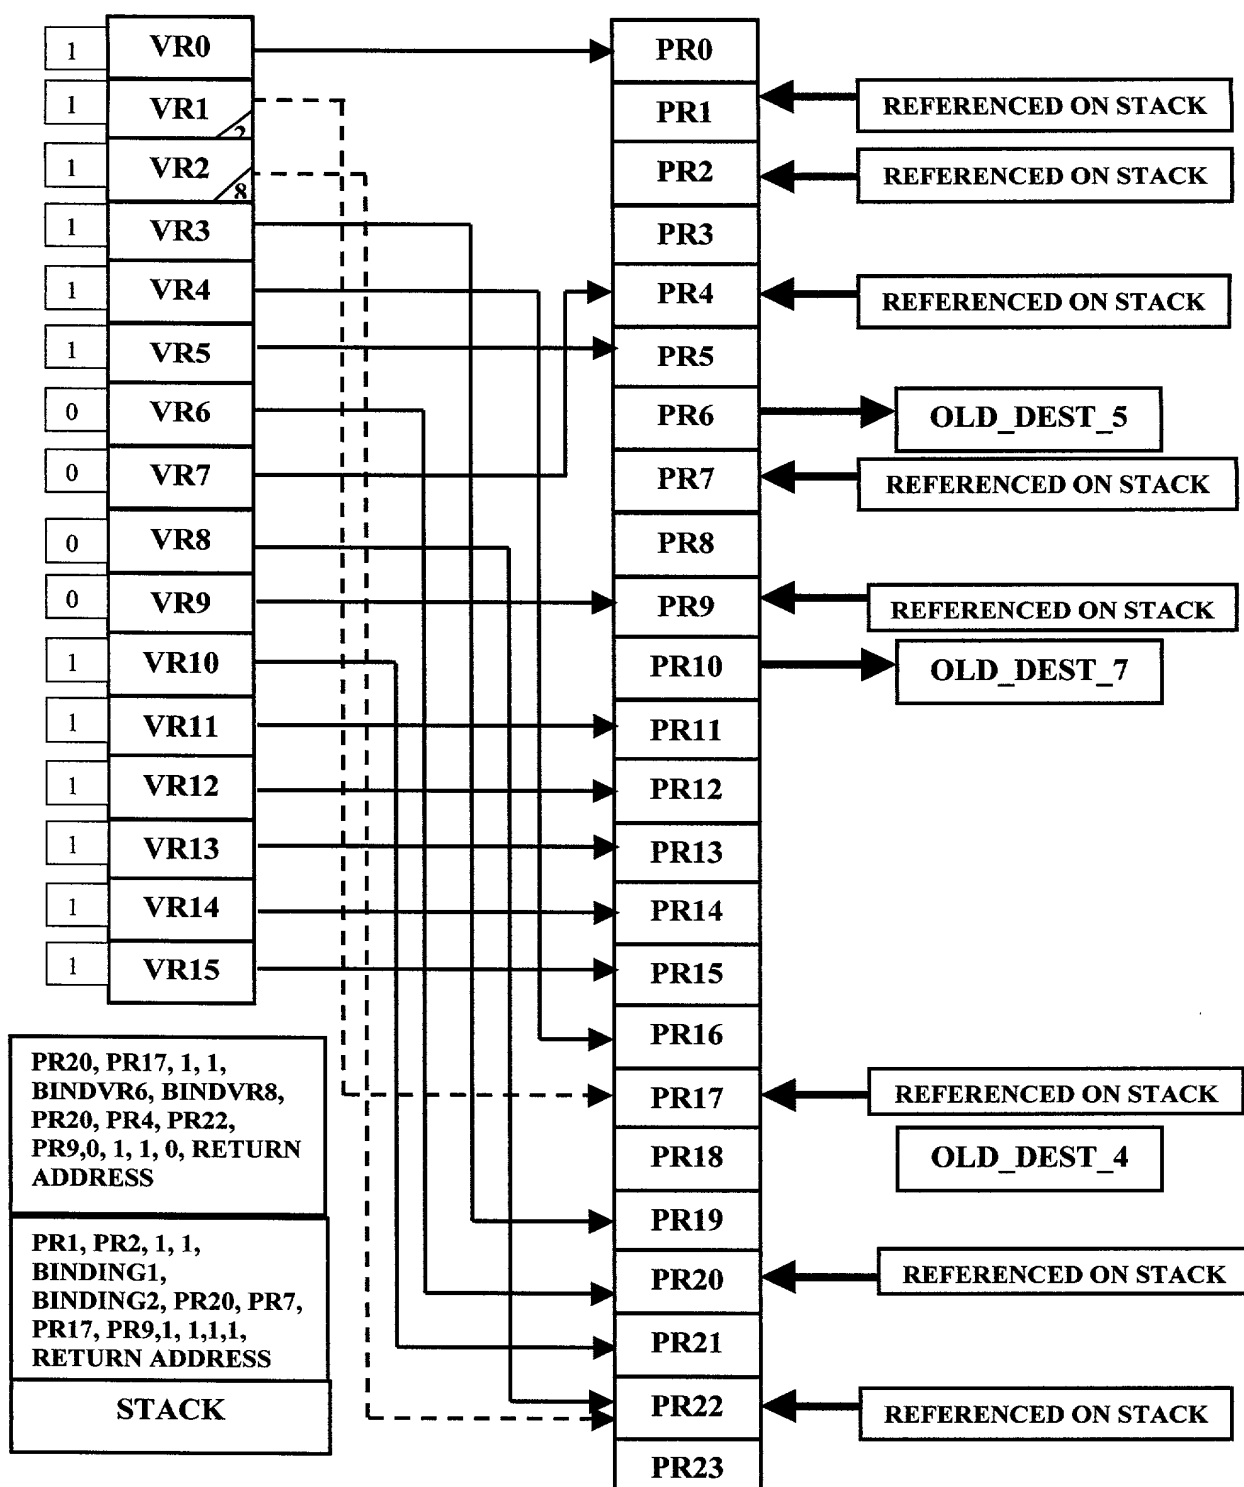 1
VR0
1
VR1
2
1
VR2
8
1
VR3
1
VR4
1
VR5
0
VR6
0
VR7
0
VR8
0
VR9
1
VR10
1
VR11
1
VR12
1
VR13
1
VR14
1
VR15
PR20, PR17, 1, 1,
BINDVR6, BINDVR8,
PR20, PR4, PR22,
PR9,0, 1, 1, 0, RETURN
ADDRESS
PR1, PR2, 1, 1,
BINDING1,
BINDING2, PR20, PR7,
PR17, PR9,1, 1,1,1,
RETURN ADDRESS
STACK
PR0
PR1
PR2
PR3
PR4
PR5
PR6
PR7
PR8
PR9
PR10
PR11
PR12
PR13
PR14
PR15
PR16
PR17
PR18
PR19
PR20
PR21
PR22
PR23
REFERENCED ON STACK
REFERENCED ON STACK
REFERENCED ON STACK
OLD_DEST_5
REFERENCED ON STACK
REFERENCED ON STACK
OLD_DEST_7
REFERENCED ON STACK
OLD_DEST_4
REFERENCED ON STACK
REFERENCED ON STACK